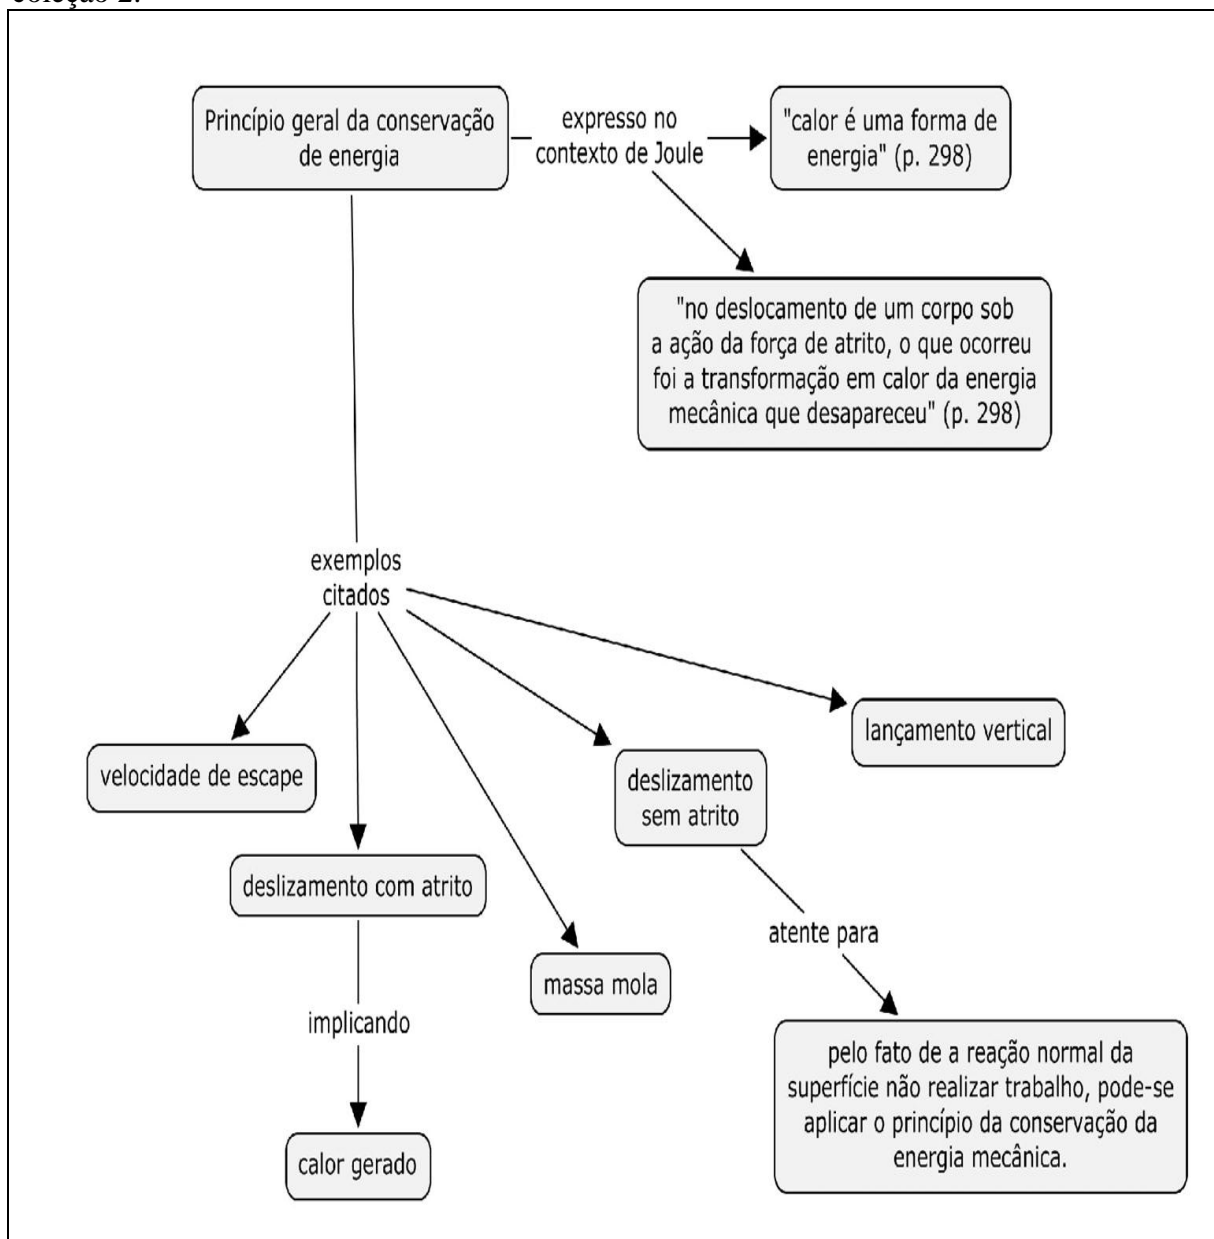 coleção 2.
Princípio geral da conservação
de energia
expresso no
contexto de Joule
"calor é uma forma de
energia" (p. 298)
"no deslocamento de um corpo sob
a ação da força de atrito, o que ocorreu
foi a transformação em calor da energia
mecânica que desapareceu" (p. 298)
exemplos
citados
lançamento vertical
velocidade de escape
deslizamento
sem atrito
deslizamento com atrito
atente para
massa mola
implicando
pelo fato de a reação normal da
superfície não realizar trabalho, pode-se
aplicar o princípio da conservação da
energia mecânica.
calor gerado